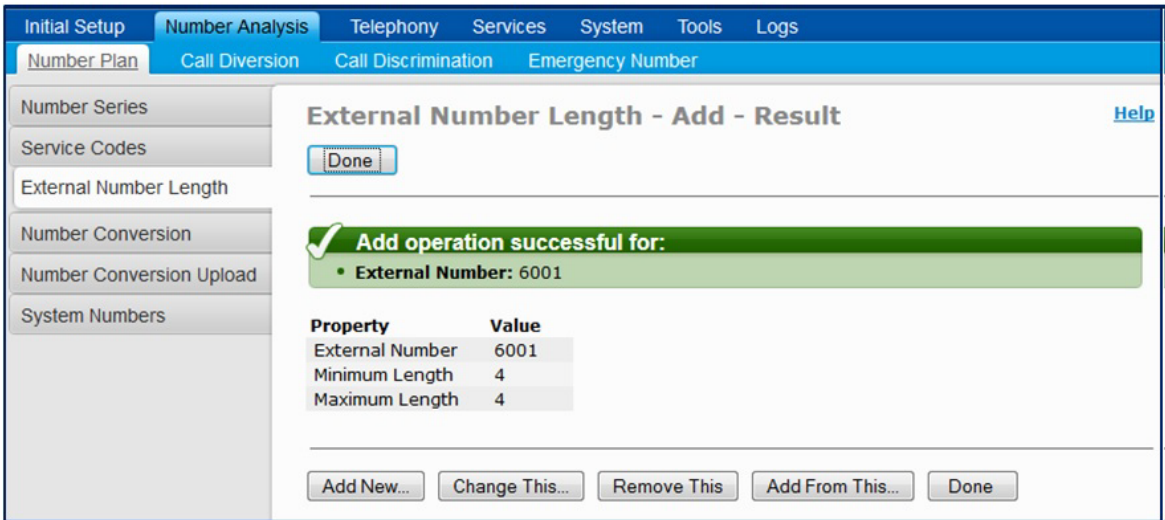 Initial Setup Number Analysis Telephony Services System Tools Logs
Number Plan Call Diversion Call Discrimination Emergency Number
Number Series
Service Codes
External Number Length
Number Conversion
Number Conversion Upload
System Numbers
External Number Length - Add - Result Help
Done
Add operation successful for:
• External Number: 6001
Property Value
External Number 6001
Minimum Length 4
Maximum Length 4
Add New... Change This... Remove This Add From This... Done